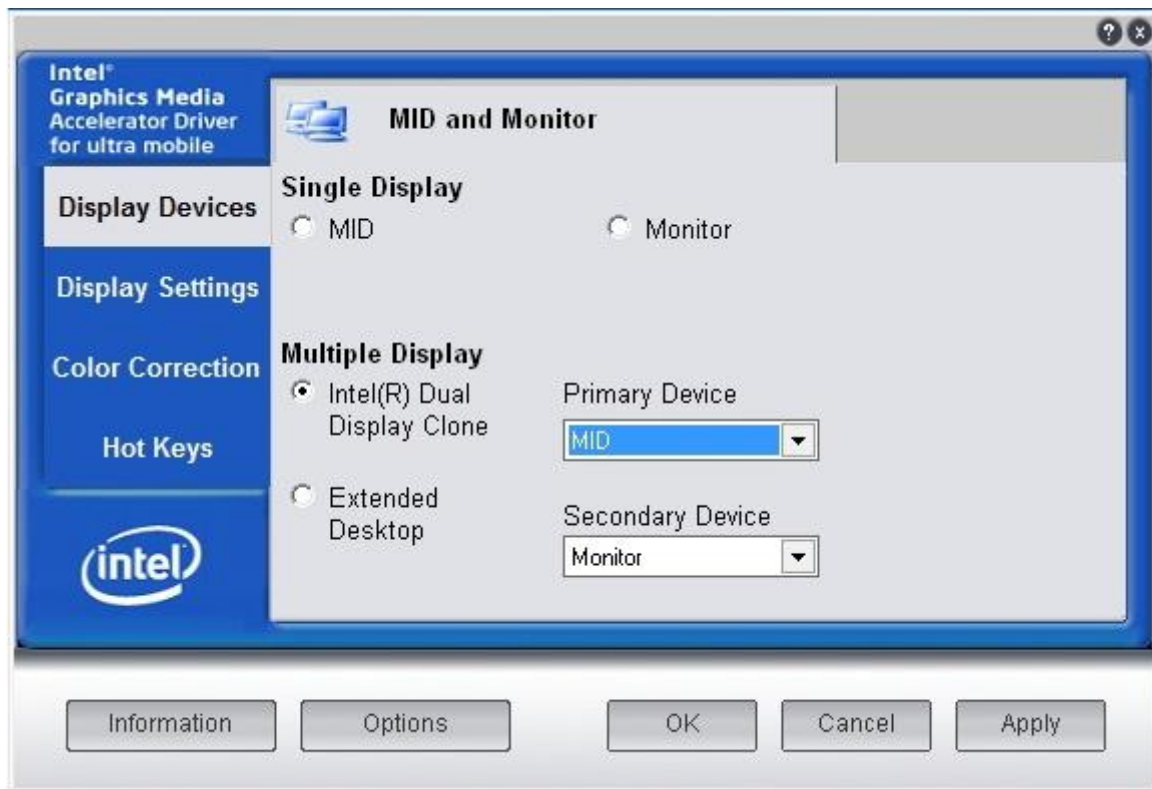 Intel®
Graphics Media
Accelerator Driver
for ultra mobile
MID and Monitor
Display Devices
Display Settings
Color Correction
Hot Keys
intel
Single Display
MID
Monitor
Multiple Display
Intel(R) Dual
Display Clone
Primary Device
MID
Extended
Desktop
Secondary Device
Monitor
Information
Options
OK
Cancel
Apply